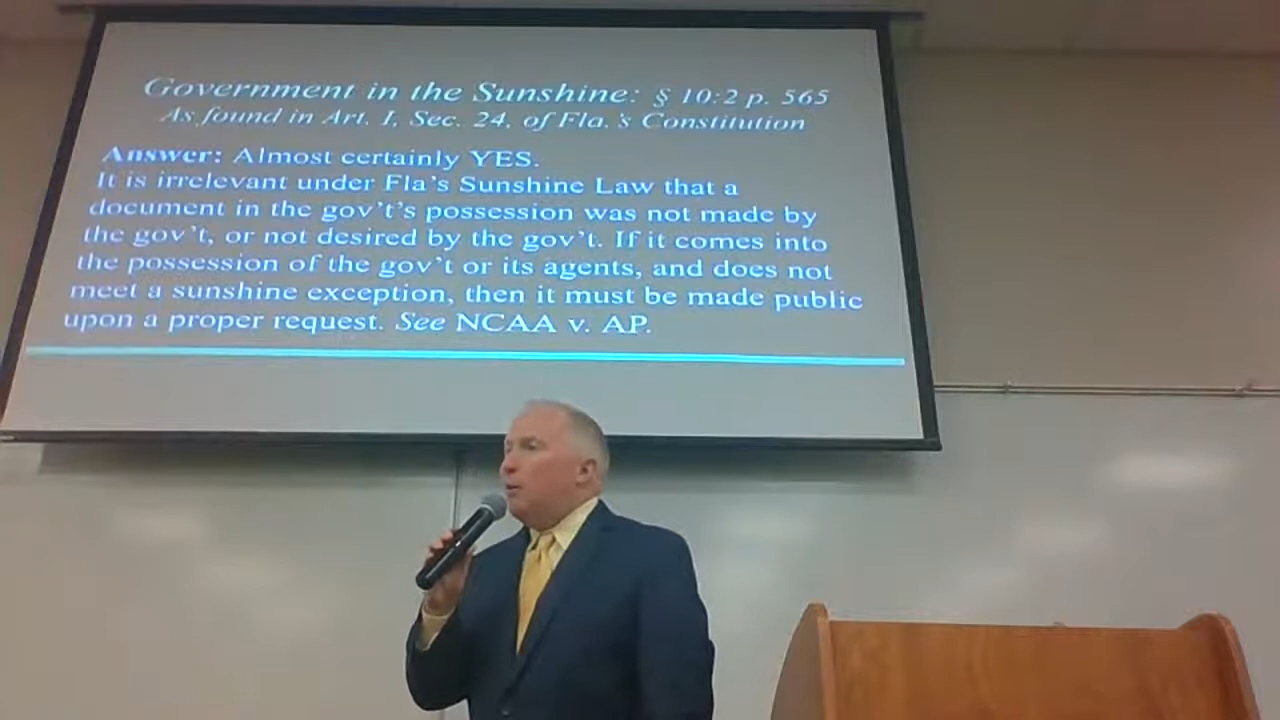 Government in the Sunshine: § 10:2 p. 565
As found in Art. I, Sec. 24, of Fla.'s Constitution
Answer: Almost certainly YES.
It is irrelevant under Fla's Sunshine Law that a
document in the gov't's possession was not made by
the gov't, or not desired by the gov't. If it comes into
the possession of the gov't or its agents, and does not
meet a sunshine exception, then it must be made public
upon a proper request. See NCAA v. AP.